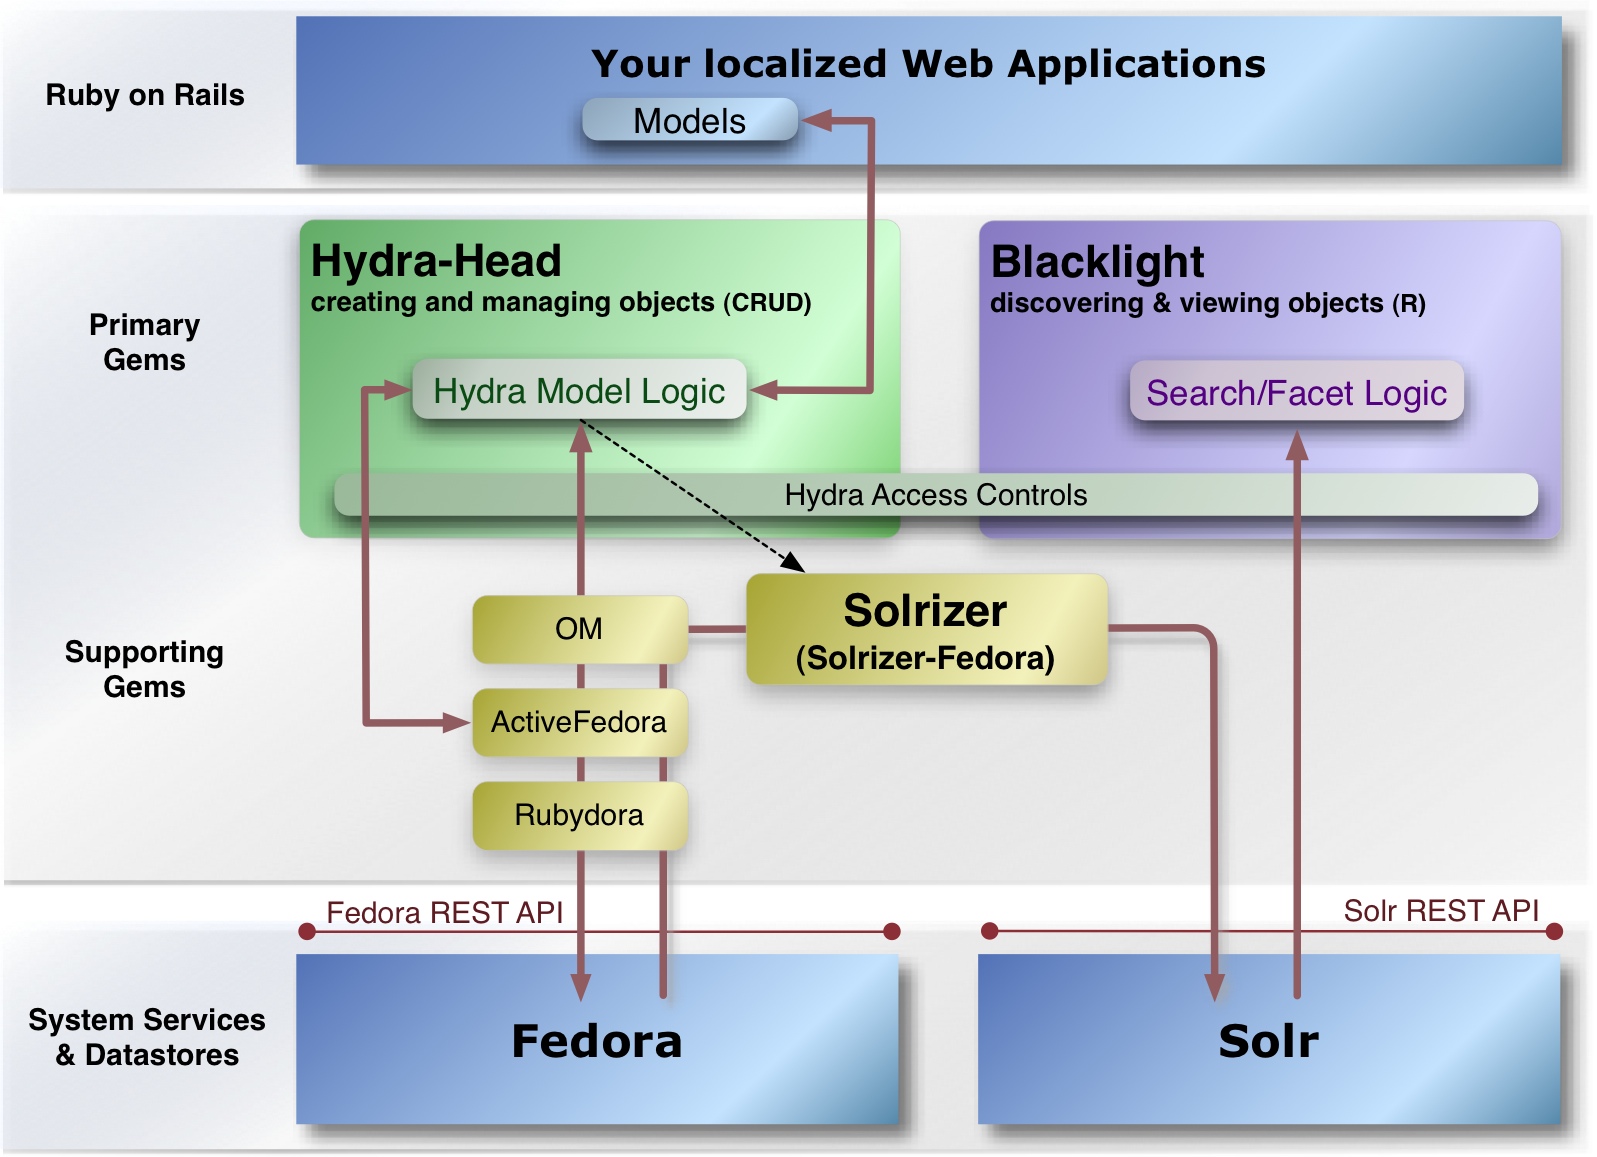 Ruby on Rails
Your localized Web Applications
Models
Primary
Gems
Hydra-Head
creating and managing objects (CRUD)
Hydra Model Logic
Blacklight
discovering & viewing objects (R)
Search/Facet Logic
Hydra Access Controls
Supporting
Gems
OM
Solrizer
(Solrizer-Fedora)
ActiveFedora
Rubydora
Fedora REST API
Solr REST API
System Services
& Datastores
Fedora
Solr